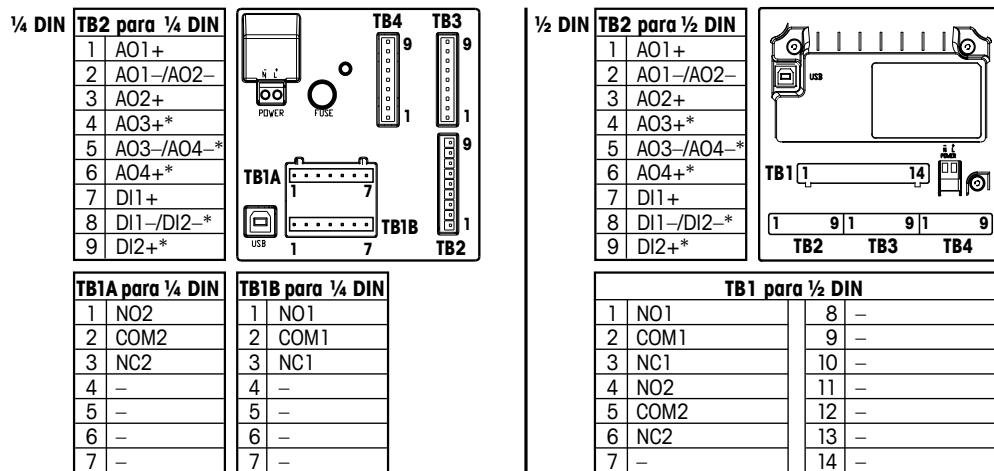 ¼ DIN
TB2 para ¼ DIN
1 AO1+
2 AO1–/AO2–
3 AO2+
4 AO3+*
5 AO3–/AO4–*
6 AO4+*
7 DI1+
8 DI1–/DI2–*
9 DI2+*
TB4 TB3
9 9
N L
POWER FUSE
1 1
9
TB1A
1 7
TB1B
USB
1 7
1
TB2
TB1A para ¼ DIN
1 NO2
2 COM2
3 NC2
4 –
5 –
6 –
7 –
TB1B para ¼ DIN
1 NO1
2 COM1
3 NC1
4 –
5 –
6 –
7 –
½ DIN
TB2 para ½ DIN
1 AO1+
2 AO1–/AO2–
3 AO2+
4 AO3+*
5 AO3–/AO4–*
6 AO4+*
7 DI1+
8 DI1–/DI2–*
9 DI2+*
USB
N L
POWER
TB1 1 14
1 9 1 9 1 9
TB2 TB3 TB4
TB1 para ½ DIN
1 NO1 8 –
2 COM1 9 –
3 NC1 10 –
4 NO2 11 –
5 COM2 12 –
6 NC2 13 –
7 – 14 –